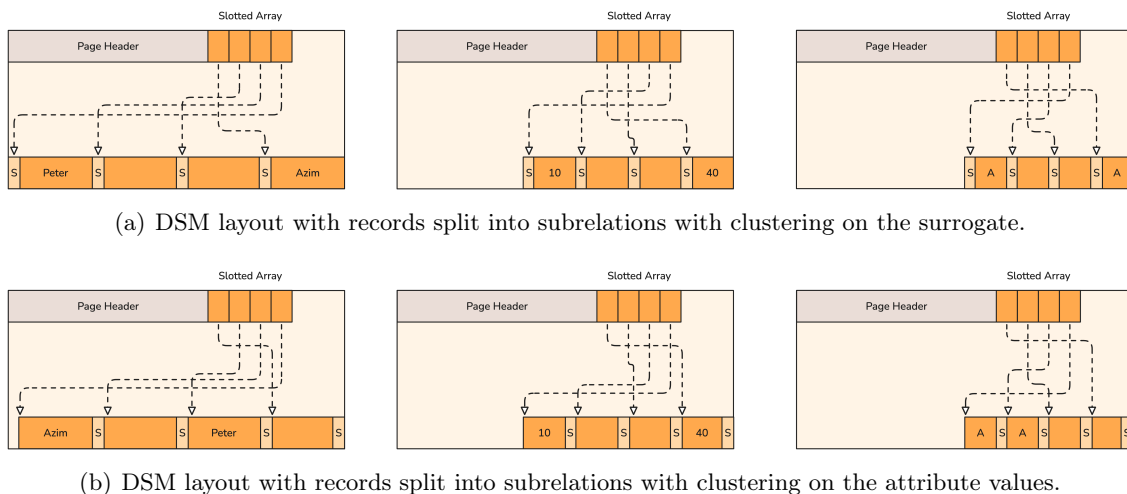 Slotted Array Slotted Array Slotted Array
Page Header Page Header Page Header
S Peter S S S Azim S 10 S S S 40 S A S S S A
(a) DSM layout with records split into subrelations with clustering on the surrogate.
Slotted Array Slotted Array Slotted Array
Page Header Page Header Page Header
Azim S S Peter S S 10 S S S 40 S A S A S S S
(b) DSM layout with records split into subrelations with clustering on the attribute values.